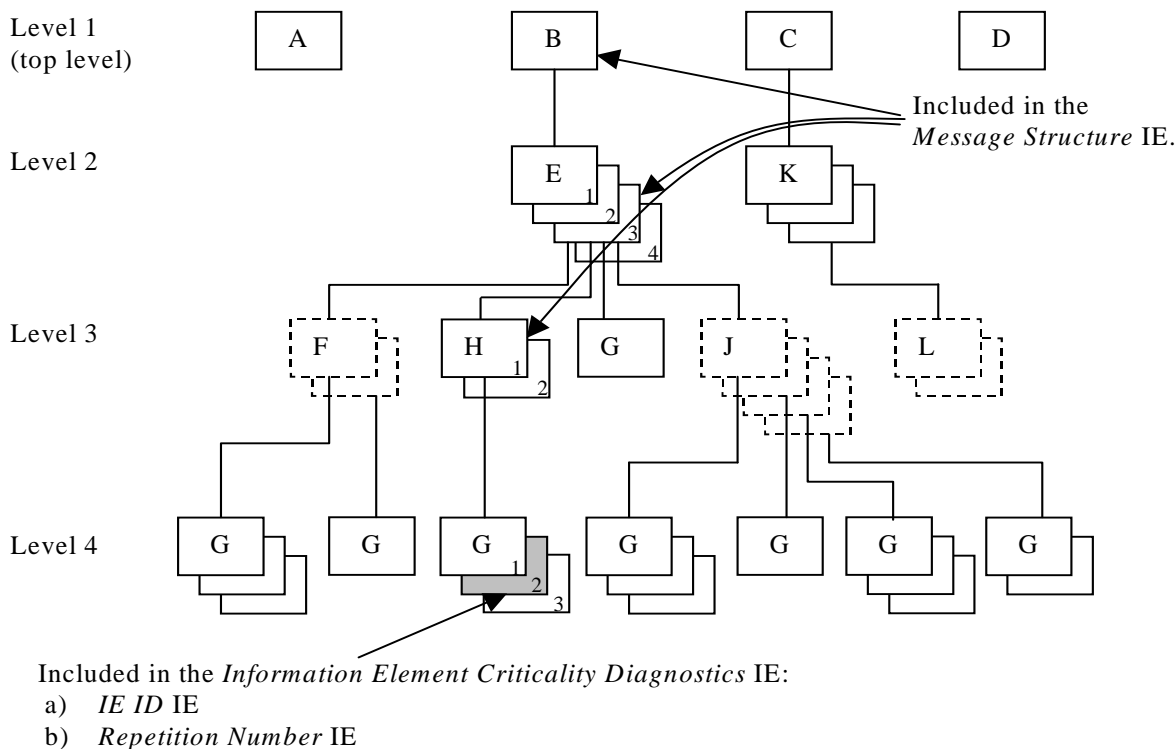 Level 1
(top level)
A
B
C
D
Included in the
Message Structure IE.
Level 2
E
1
2
3
4
K
Level 3
F
H
1
2
G
J
L
Level 4
G
G
G
1
2
3
G
G
G
G
Included in the Information Element Criticality Diagnostics IE:
a) IE ID IE
b) Repetition Number IE